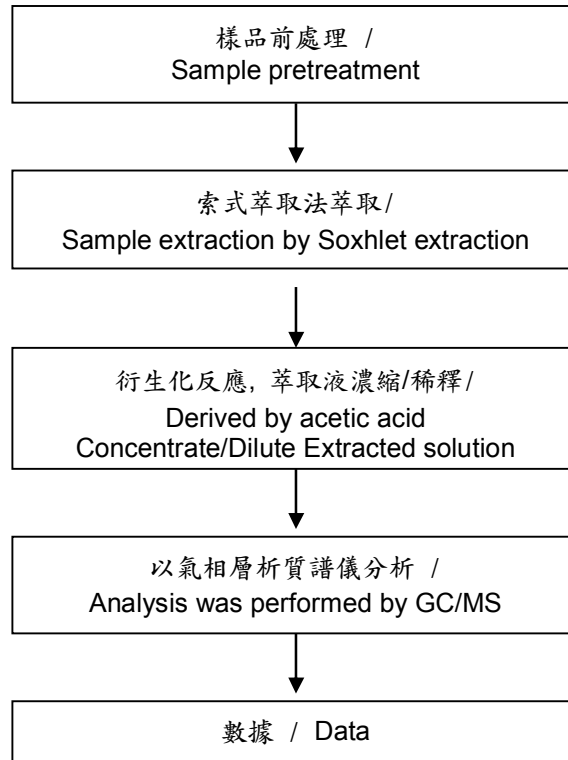 樣品前處理 /
Sample pretreatment
索式萃取法萃取/
Sample extraction by Soxhlet extraction
衍生化反應, 萃取液濃縮/稀釋/
Derived by acetic acid
Concentrate/Dilute Extracted solution
以氣相層析質譜儀分析 /
Analysis was performed by GC/MS
數據 / Data